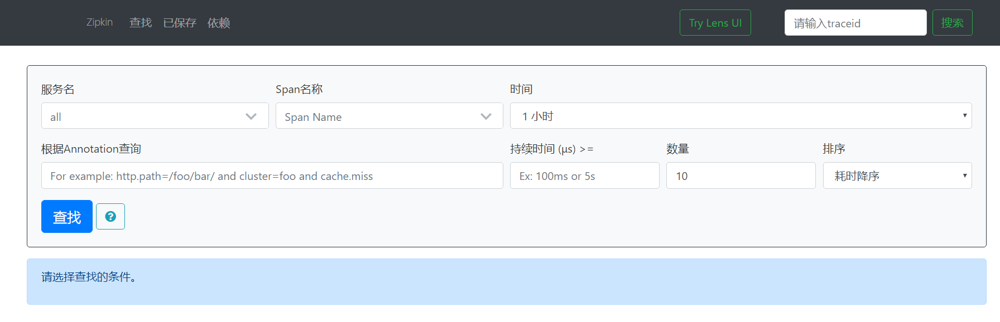 Zipkin 查找 已保存 依赖 Try Lens UI 请输入traceid 搜索
服务名 Span名称 时间
all Span Name 1 小时
根据Annotation查询 持续时间 (μs) >= 数量 排序
For example: http.path=/foo/bar/ and cluster=foo and cache.miss Ex: 100ms or 5s 10 耗时降序
查找
请选择查找的条件。